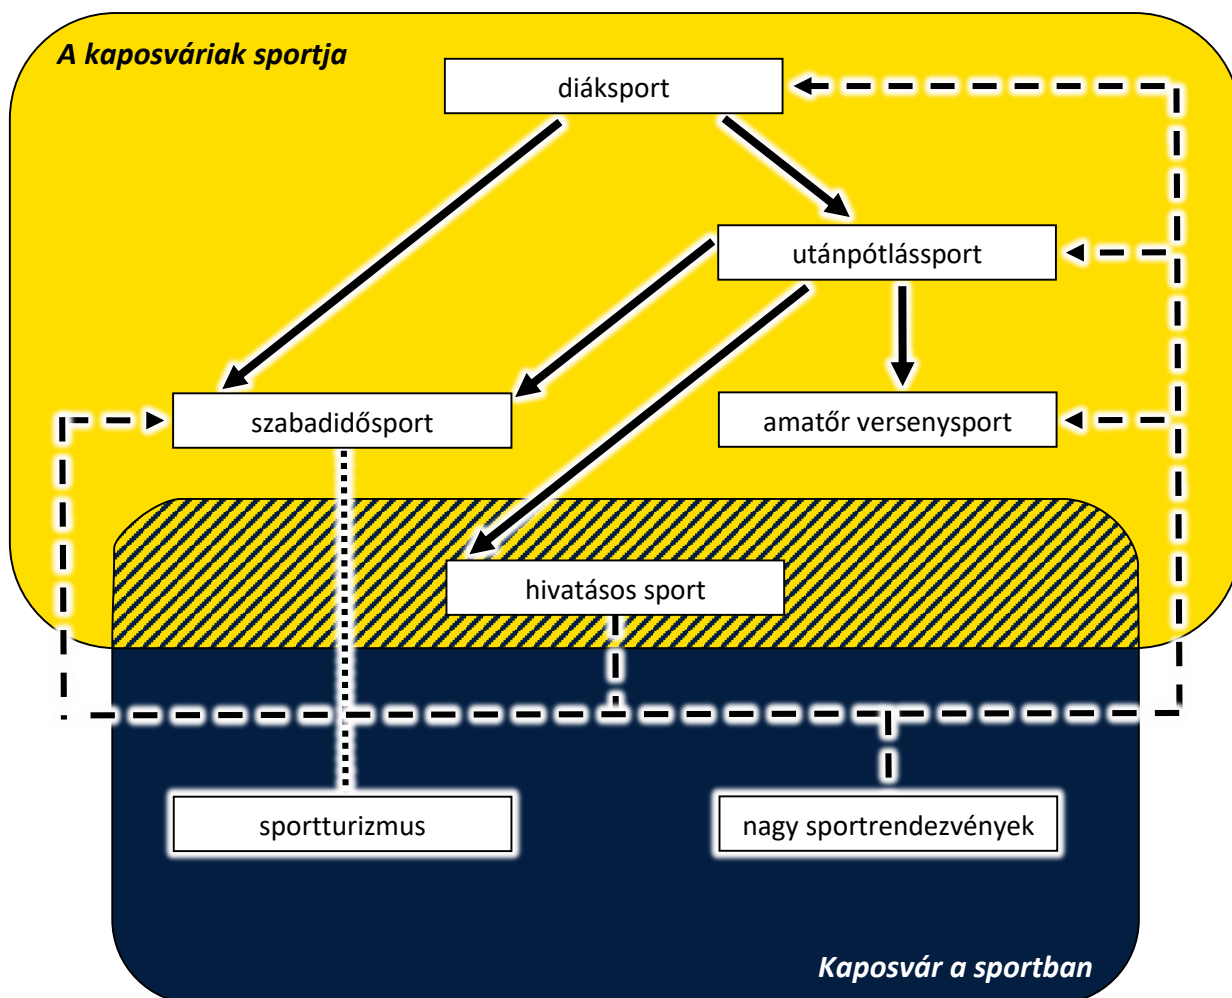 A kaposváriak sportja
diáksport
utánpótlássport
szabadidősport
amatőr versenysport
hivatásos sport
sportturizmus
nagy sportrendezvények
Kaposvár a sportban